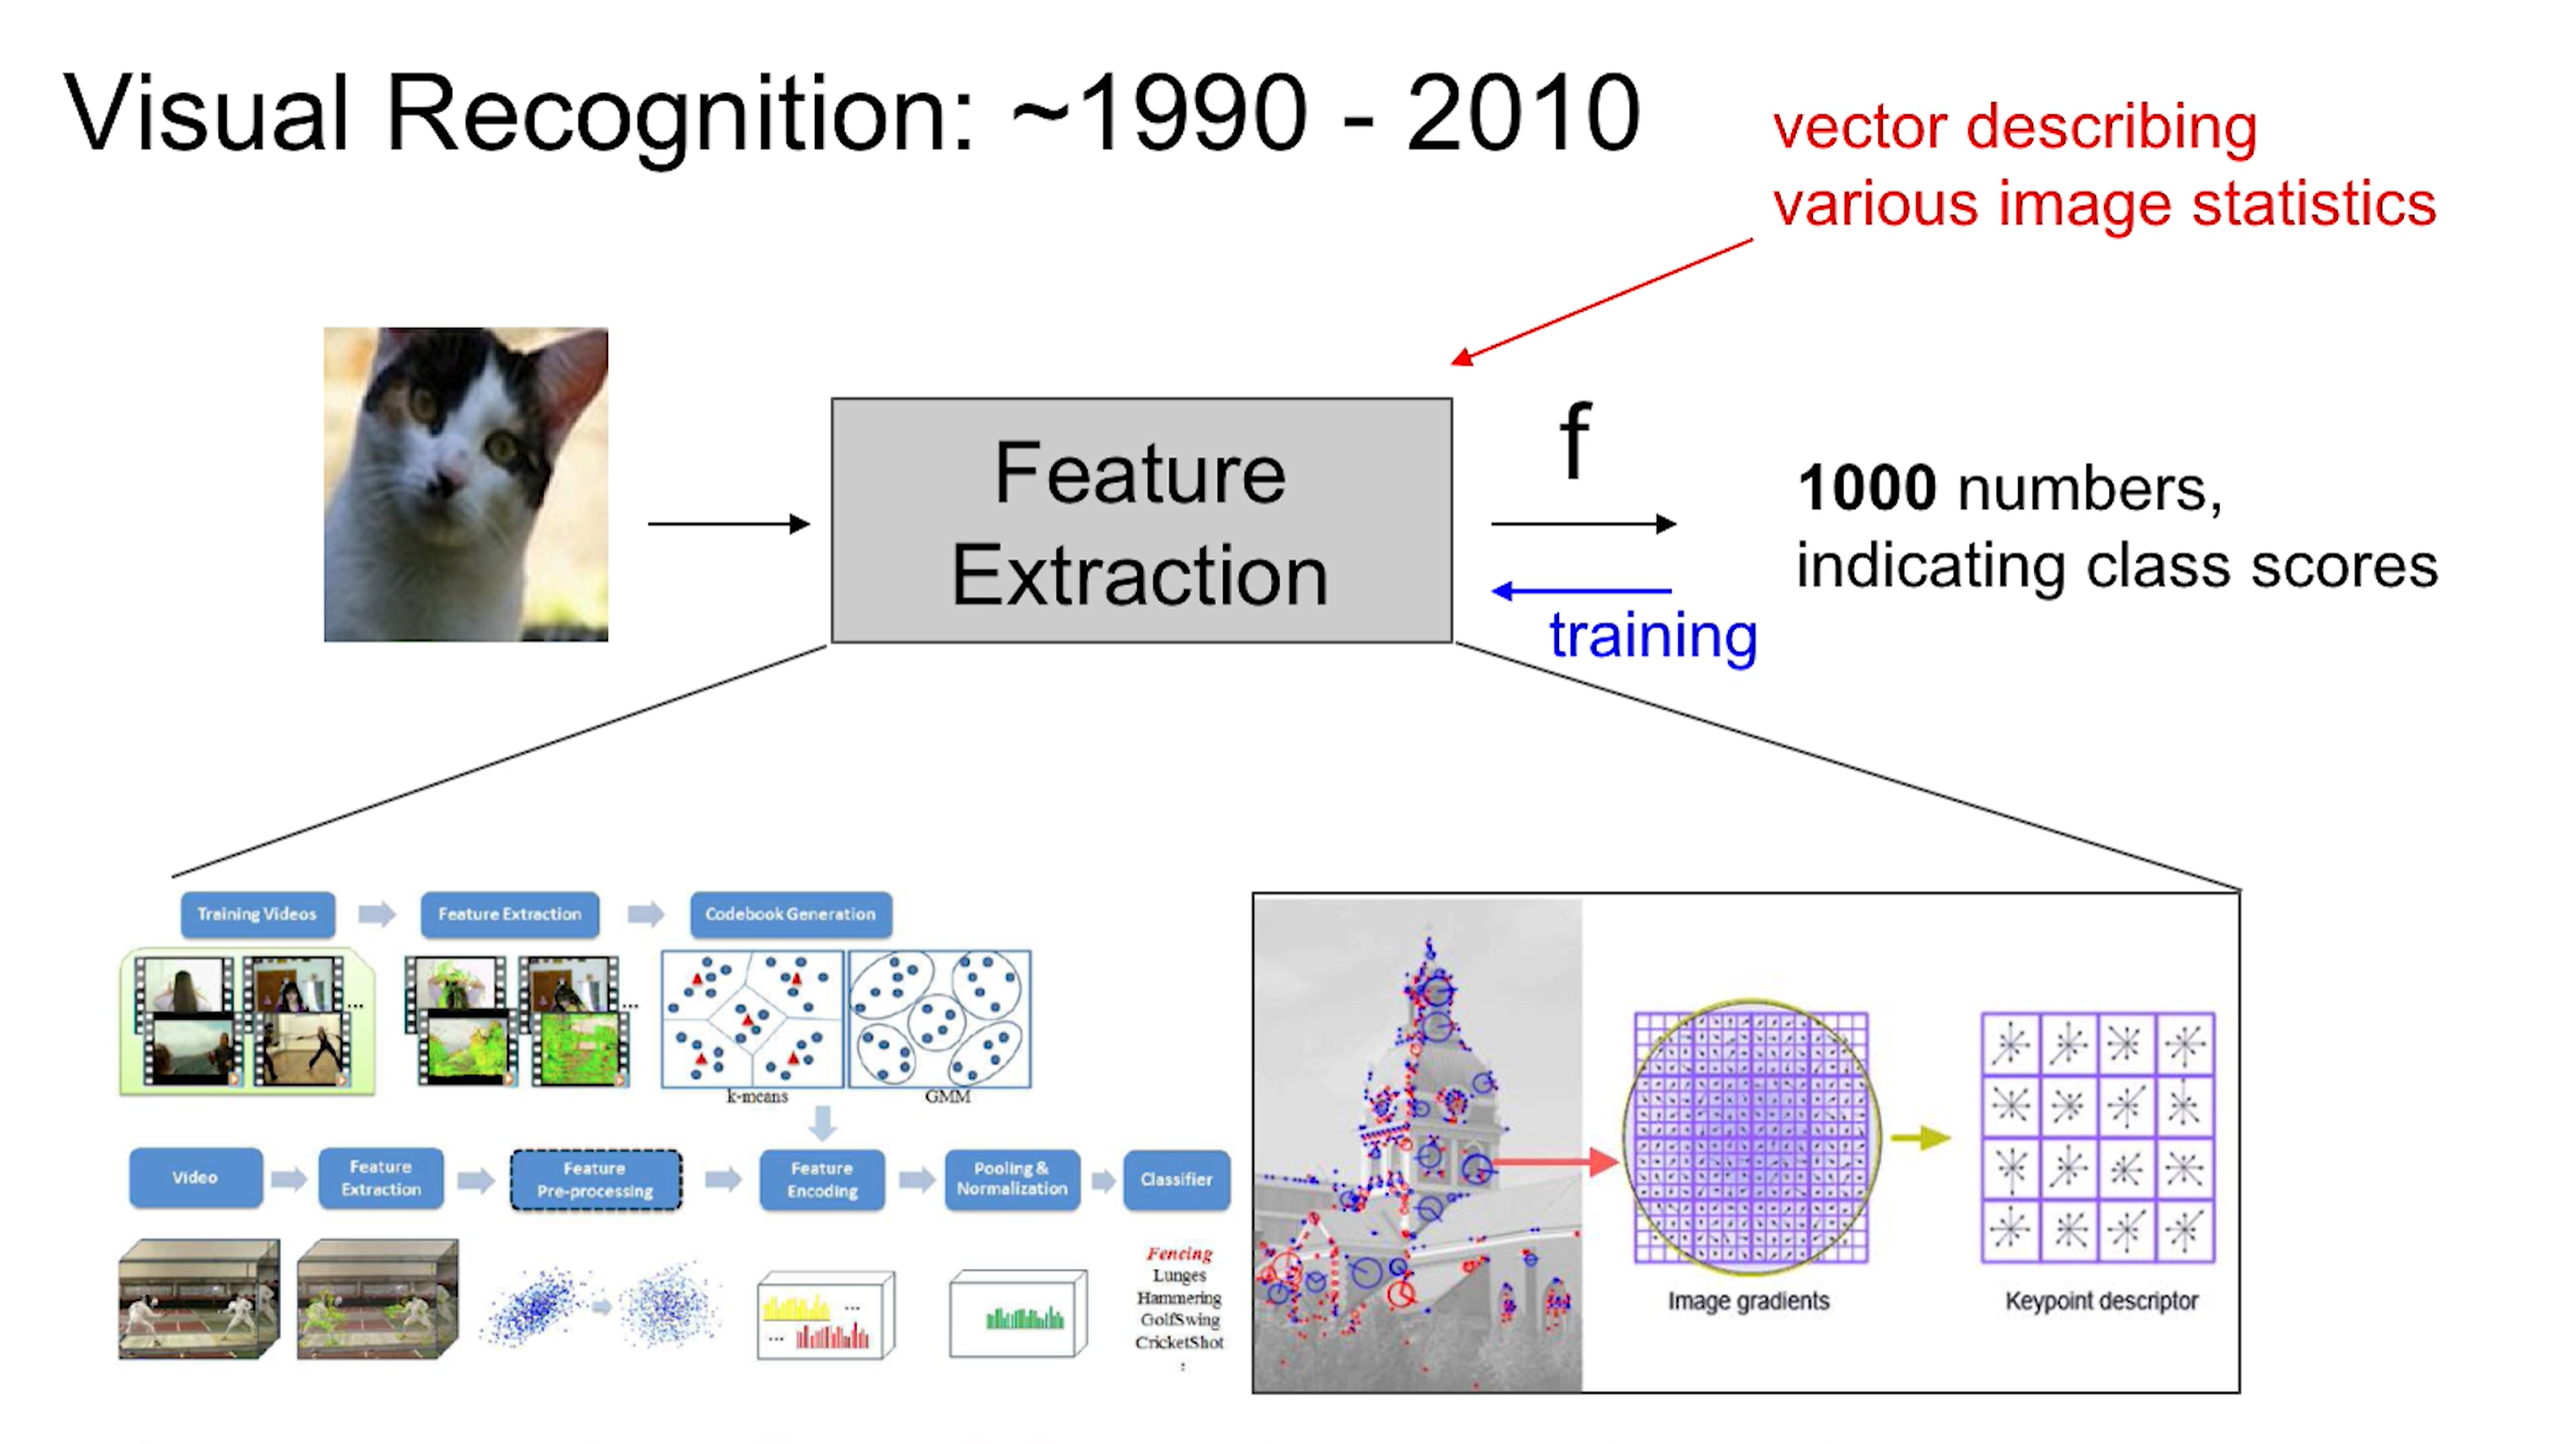 Visual Recognition: ~1990 - 2010
vector describing
various image statistics
Feature
Extraction
f
1000 numbers,
indicating class scores
training
Training Videos
Feature Extraction
Codebook Generation
...
...
k-means
GMM
Video
Feature
Extraction
Feature
Pre-processing
Feature
Encoding
Pooling &
Normalization
Classifier
...
...
Fencing
Lunges
Hammering
GolfSwing
CricketShot
:
Image gradients
Keypoint descriptor